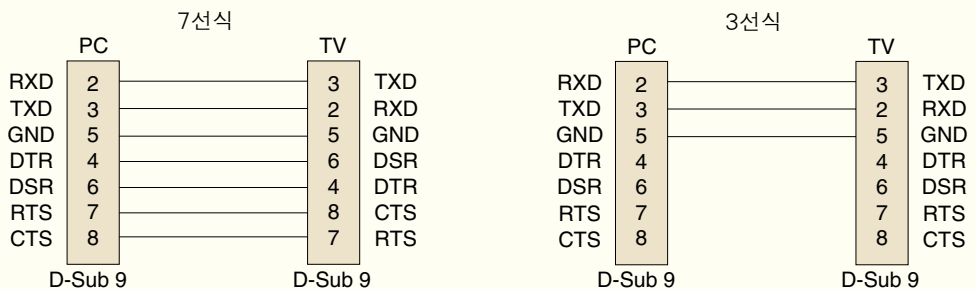 7선식
PC TV
RXD 2 3 TXD
TXD 3 2 RXD
GND 5 5 GND
DTR 4 6 DSR
DSR 6 4 DTR
RTS 7 8 CTS
CTS 8 7 RTS
D-Sub 9 D-Sub 9
3선식
PC TV
RXD 2 3 TXD
TXD 3 2 RXD
GND 5 5 GND
DTR 4 4 DTR
DSR 6 6 DSR
RTS 7 7 RTS
CTS 8 8 CTS
D-Sub 9 D-Sub 9